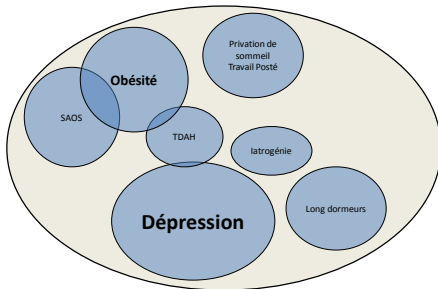 Privation de
sommeil
Travail Posté
Obésité
SAOS
TDAH
Iatrogénie
Long dormeurs
Dépression